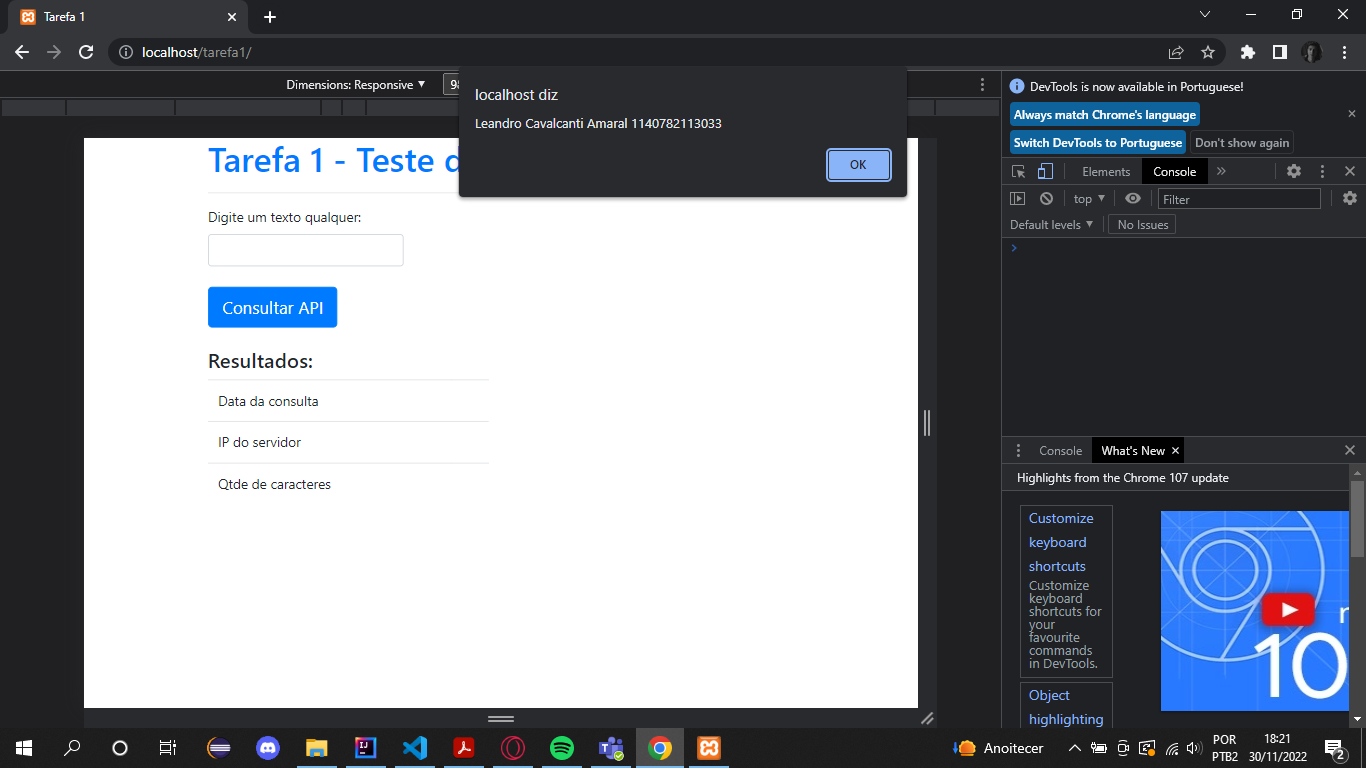 Tarefa 1
localhost/tarefa1/
Dimensions: Responsive
localhost diz
Leandro Cavalcanti Amaral 1140782113033
OK
Tarefa 1 - Teste d
Digite um texto qualquer:
Consultar API
Resultados:
Data da consulta
IP do servidor
Qtde de caracteres
DevTools is now available in Portuguese!
Always match Chrome's language
Switch DevTools to Portuguese
Don't show again
Elements
Console
top
Filter
Default levels
No Issues
Console
What's New
Highlights from the Chrome 107 update
Customize
keyboard
shortcuts
Customize
keyboard
shortcuts for
your
favourite
commands
in DevTools.
Object
highlighting
10
Anoitecer
POR
PTB2
18:21
30/11/2022
2